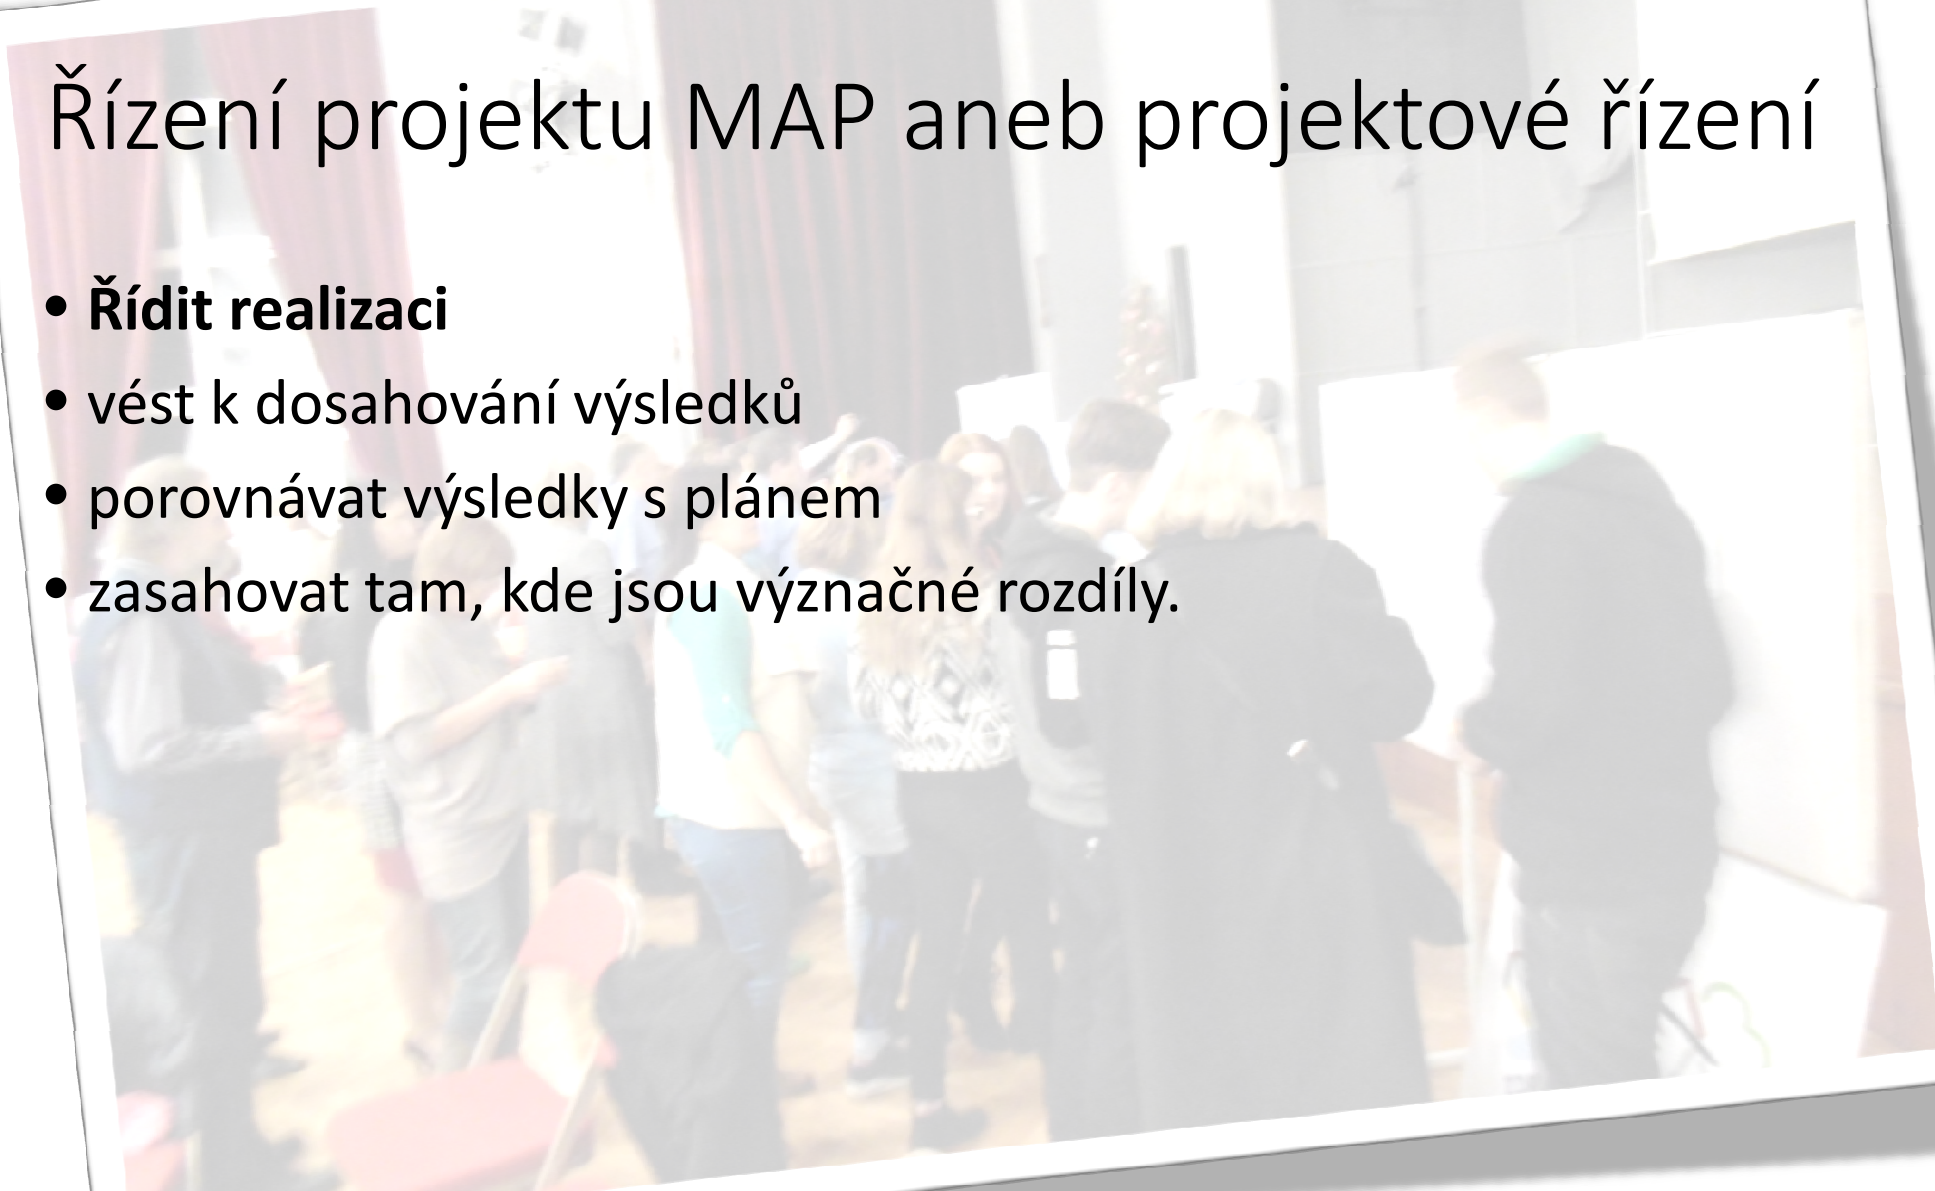 Řízení projektu MAP aneb projektové řízení
• Řídit realizaci
• vést k dosahování výsledků
• porovnávat výsledky s plánem
• zasahovat tam, kde jsou význačné rozdíly.